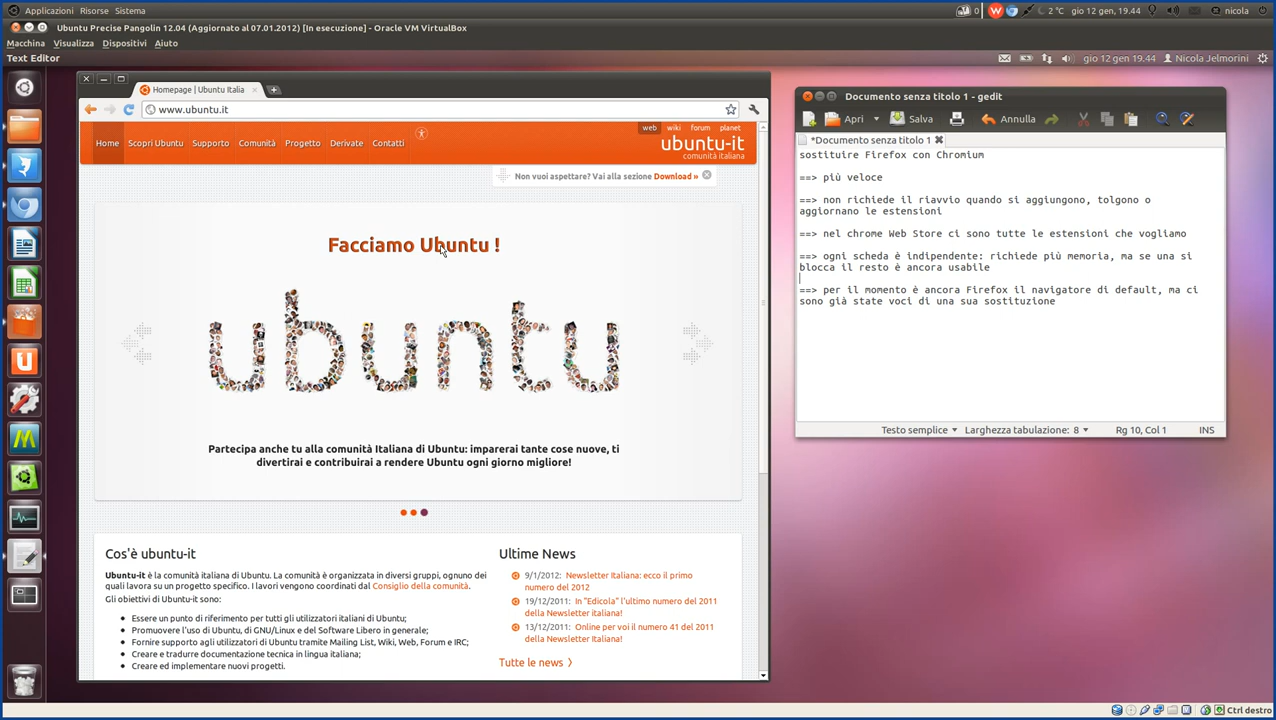 Applicazioni Risorse Sistema
0 2 °C gio 12 gen, 19.44 nicola
Ubuntu Precise Pangolin 12.04 (Aggiornato al 07.01.2012) [In esecuzione] - Oracle VM VirtualBox
Macchina Visualizza Dispositivi Aiuto
Text Editor gio 12 gen 19.44 Nicola Jelmorini
Homepage | Ubuntu Italia
www.ubuntu.it
web wiki forum planet
Home Scopri Ubuntu Supporto Comunità Progetto Derivate Contatti
ubuntu-it
comunità italiana
Non vuoi aspettare? Vai alla sezione Download »
Facciamo Ubuntu !
ubuntu
Partecipa anche tu alla comunità Italiana di Ubuntu: imparerai tante cose nuove, ti
divertirai e contribuirai a rendere Ubuntu ogni giorno migliore!
Cos'è ubuntu-it
Ubuntu-it è la comunità italiana di Ubuntu. La comunità è organizzata in diversi gruppi, ognuno dei
quali lavora su un progetto specifico. I lavori vengono coordinati dal Consiglio della comunità.
Gli obiettivi di Ubuntu-it sono:
Essere un punto di riferimento per tutti gli utilizzatori italiani di Ubuntu;
Promuovere l'uso di Ubuntu, di GNU/Linux e del Software Libero in generale;
Fornire supporto agli utilizzatori di Ubuntu tramite Mailing List, Wiki, Web, Forum e IRC;
Creare e tradurre documentazione tecnica in lingua italiana;
Creare ed implementare nuovi progetti.
Ultime News
9/1/2012: Newsletter Italiana: ecco il primo
numero del 2012
19/12/2011: In "Edicola" l'ultimo numero del 2011
della Newsletter italiana!
13/12/2011: Online per voi il numero 41 del 2011
della Newsletter Italiana!
Tutte le news
Documento senza titolo 1 - gedit
Apri Salva Annulla
*Documento senza titolo 1
sostituire Firefox con Chromium
==> più veloce
==> non richiede il riavvio quando si aggiungono, tolgono o
aggiornano le estensioni
==> nel chrome Web Store ci sono tutte le estensioni che vogliamo
==> ogni scheda è indipendente: richiede più memoria, ma se una si
blocca il resto è ancora usabile
==> per il momento è ancora Firefox il navigatore di default, ma ci
sono già state voci di una sua sostituzione
Testo semplice Larghezza tabulazione: 8 Rg 10, Col 1 INS
Ctrl destro